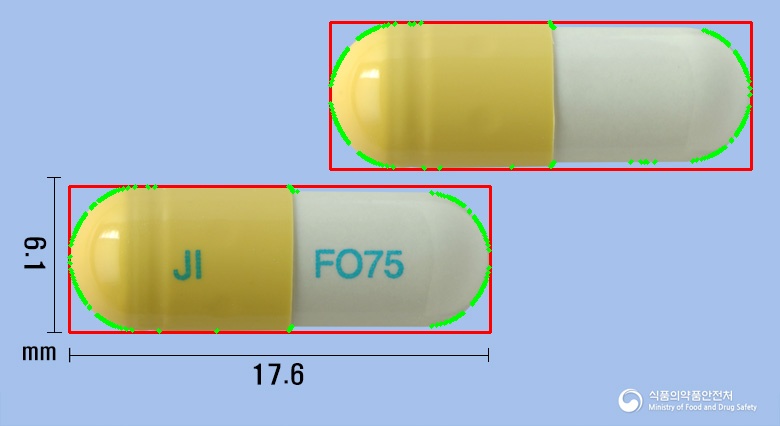 JI
FO75
6.1
mm
17.6
식품의약품안전처
Ministry of Food and Drug Safety